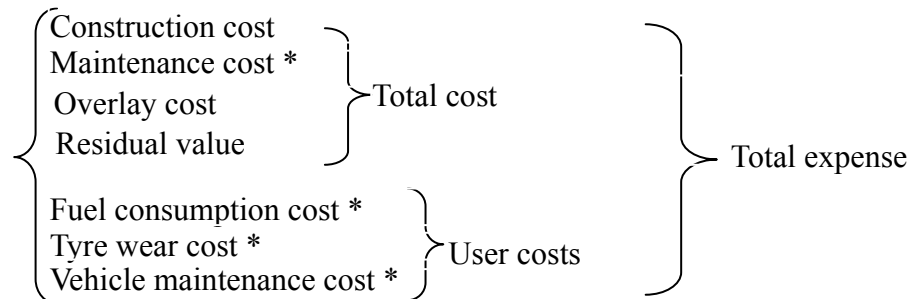 Construction cost
Maintenance cost *
Overlay cost
Total cost
Residual value
Total expense
Fuel consumption cost *
Tyre wear cost *
User costs
Vehicle maintenance cost *